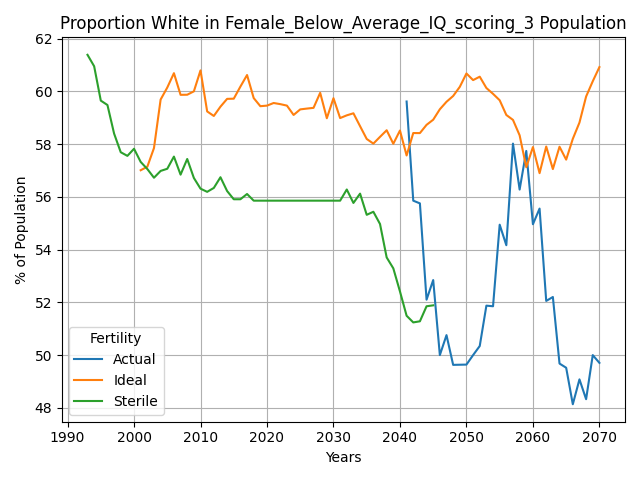 Proportion White in Female_Below_Average_IQ_scoring_3 Population
62
60
58
56
54
52
50
48
% of Population
Fertility
Actual
Ideal
Sterile
1990 2000 2010 2020 2030 2040 2050 2060 2070
Years